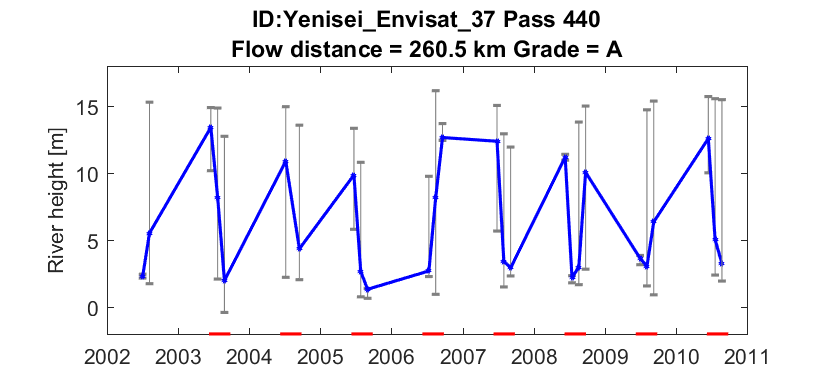 ID:Yenisei_Envisat_37 Pass 440
Flow distance = 260.5 km Grade = A
River height [m]
15
10
5
0
2002 2003 2004 2005 2006 2007 2008 2009 2010 2011